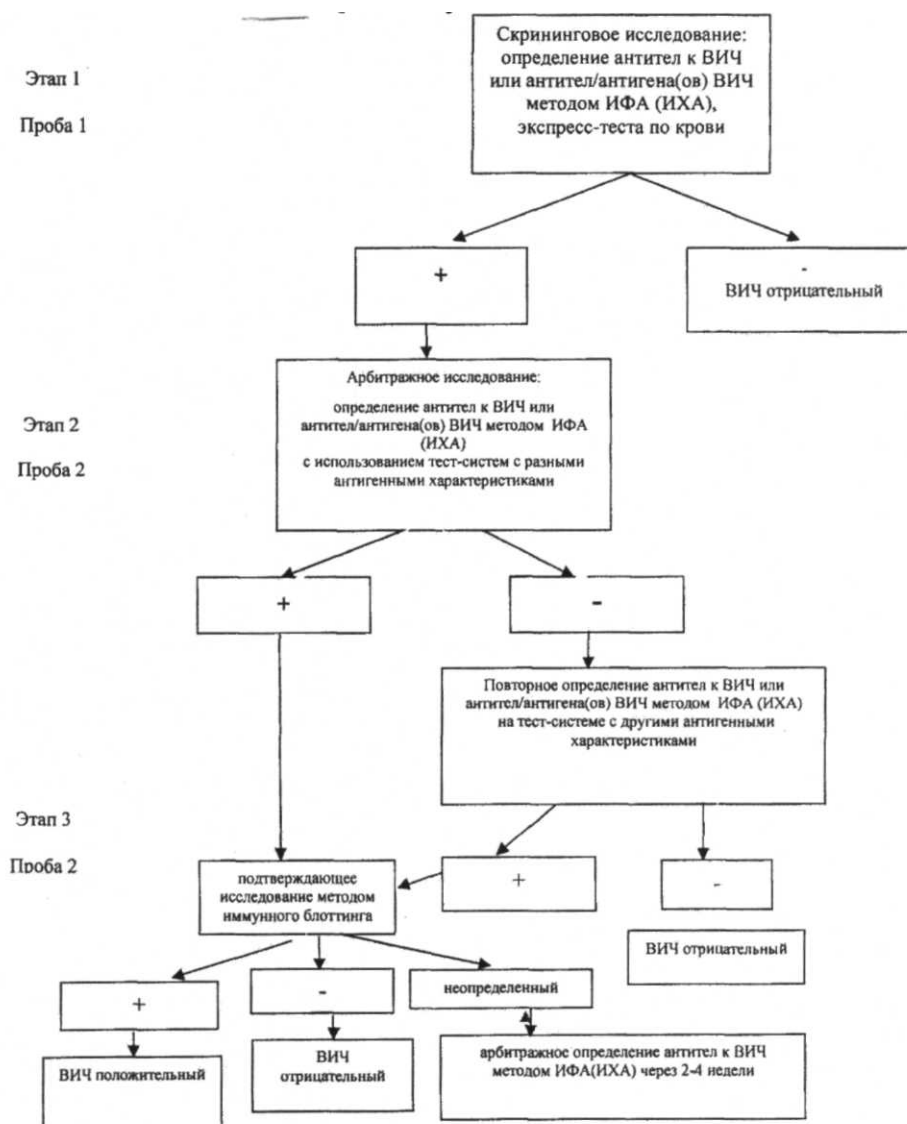 Скрининговое исследование:
определение антител к ВИЧ
или антител/антигена(ов) ВИЧ
методом ИФА (ИХА),
экспресс-теста по крови
Этап 1
Проба 1
+
-
ВИЧ отрицательный
Арбитражное исследование:
определение антител к ВИЧ или
антител/антигена(ов) ВИЧ методом ИФА
(ИХА)
с использованием тест-систем с разными
антигенными характеристиками
Этап 2
Проба 2
+
-
Повторное определение антител к ВИЧ или
антител/антигена(ов) ВИЧ методом ИФА (ИХА)
на тест-системе с другими антигенными
характеристиками
Этап 3
Проба 2
+
-
подтверждающее
исследование методом
иммунного блоттинга
ВИЧ отрицательный
+
-
неопределенный
ВИЧ положительный
ВИЧ
отрицательный
арбитражное определение антител к ВИЧ
методом ИФА(ИХА) через 2-4 недели